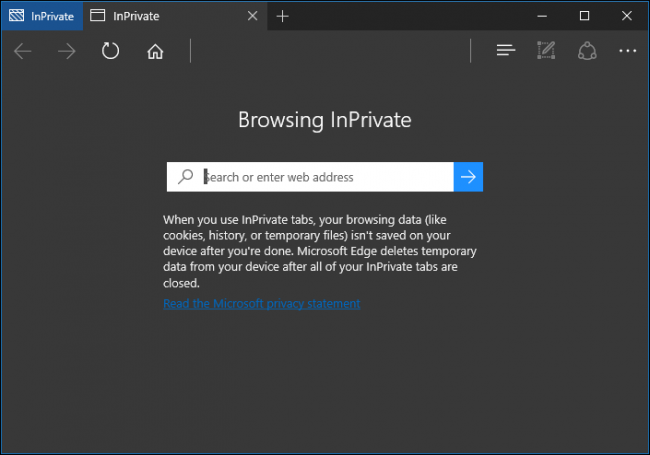 InPrivate InPrivate
Browsing InPrivate
Search or enter web address
When you use InPrivate tabs, your browsing data (like
cookies, history, or temporary files) isn't saved on your
device after you're done. Microsoft Edge deletes temporary
data from your device after all of your InPrivate tabs are
closed.
Read the Microsoft privacy statement